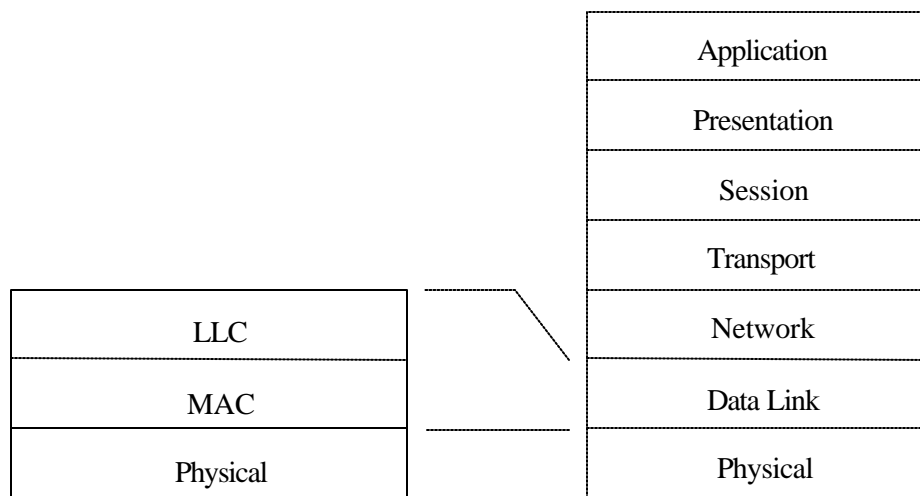 Application
Presentation
Session
Transport
Network
Data Link
Physical
LLC
MAC
Physical